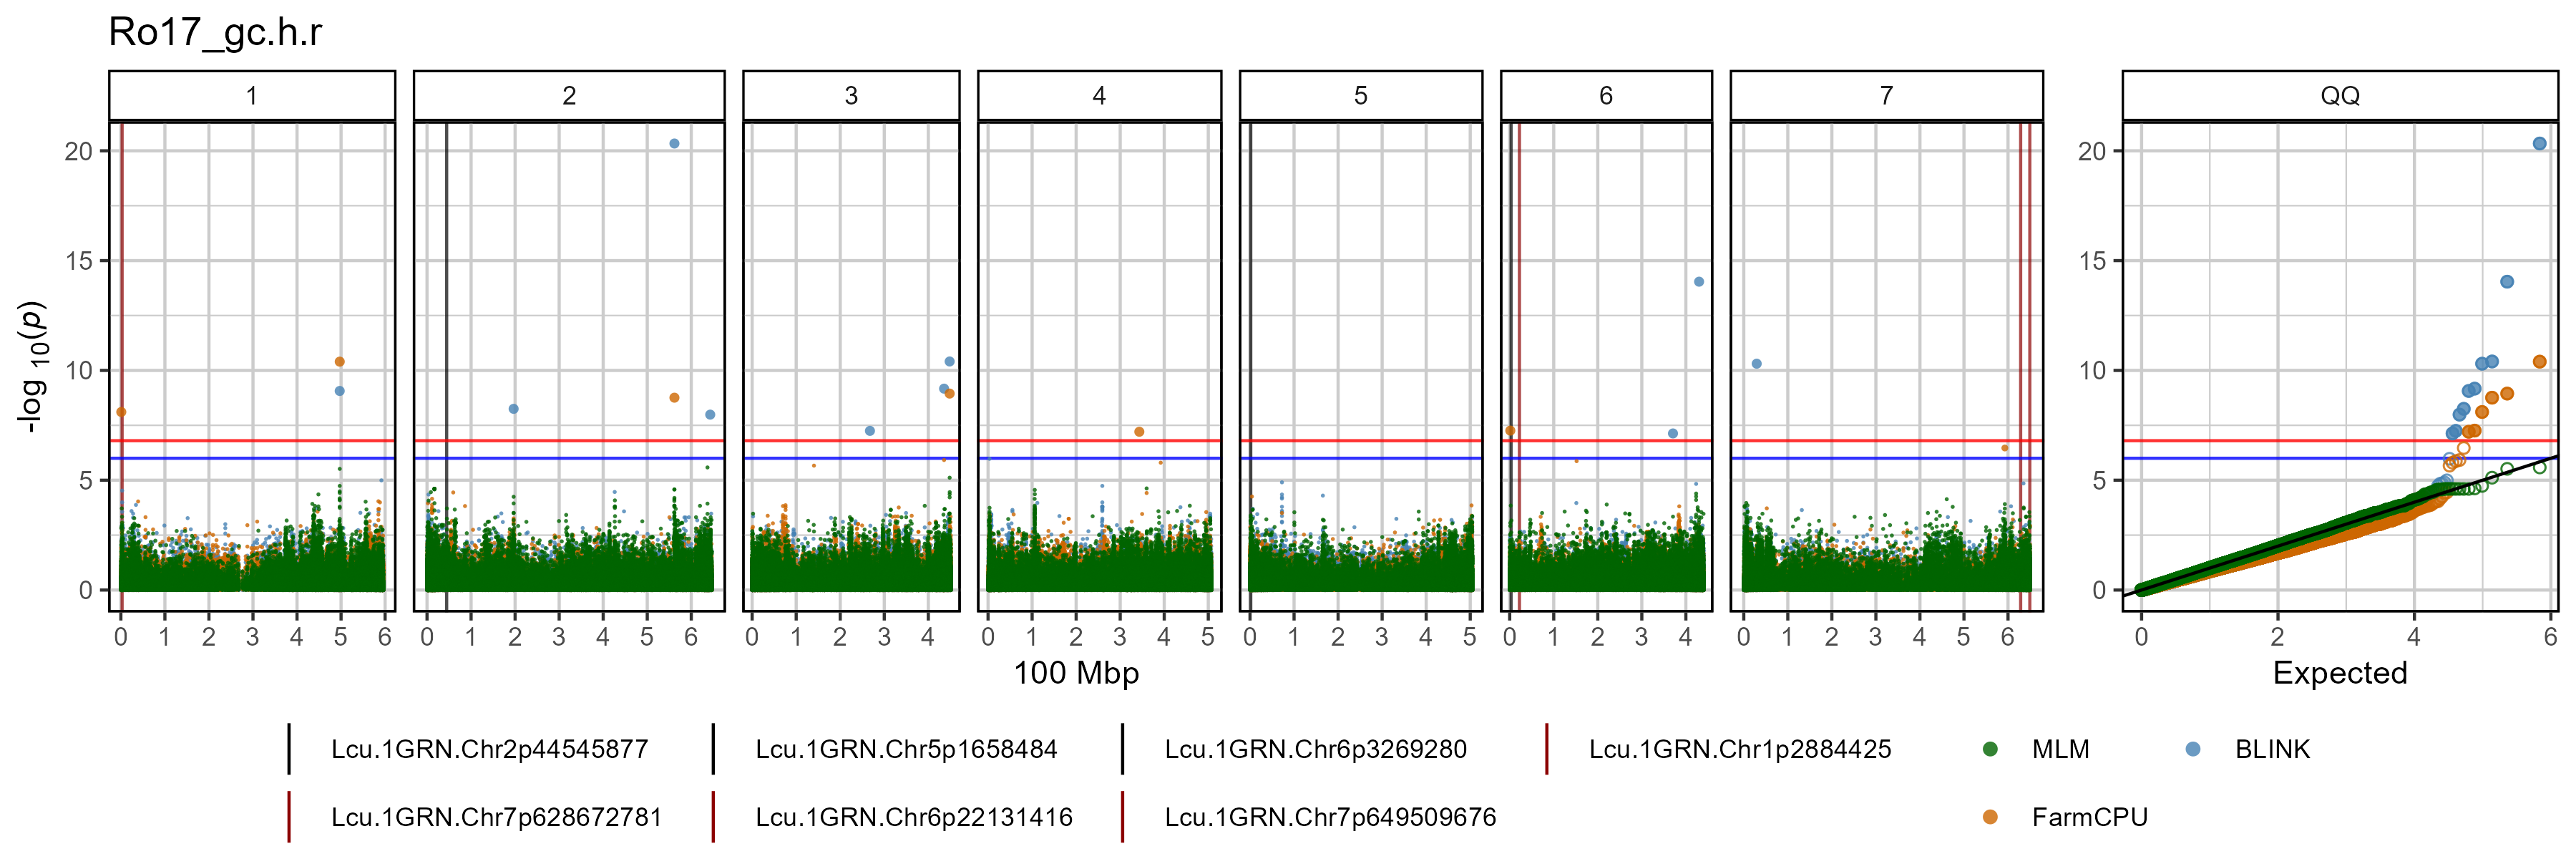 Ro17_gc.h.r
1 2 3 4 5 6 7 QQ
20 20
15 15
10 10
5 5
0 0
-log 10(p)
0 1 2 3 4 5 6 0 1 2 3 4 5 6 0 1 2 3 4 0 1 2 3 4 5 0 1 2 3 4 5 0 1 2 3 4 0 1 2 3 4 5 6 0 2 4 6
100 Mbp Expected
Lcu.1GRN.Chr2p44545877 Lcu.1GRN.Chr5p1658484 Lcu.1GRN.Chr6p3269280 Lcu.1GRN.Chr1p2884425 MLM BLINK
Lcu.1GRN.Chr7p628672781 Lcu.1GRN.Chr6p22131416 Lcu.1GRN.Chr7p649509676 FarmCPU